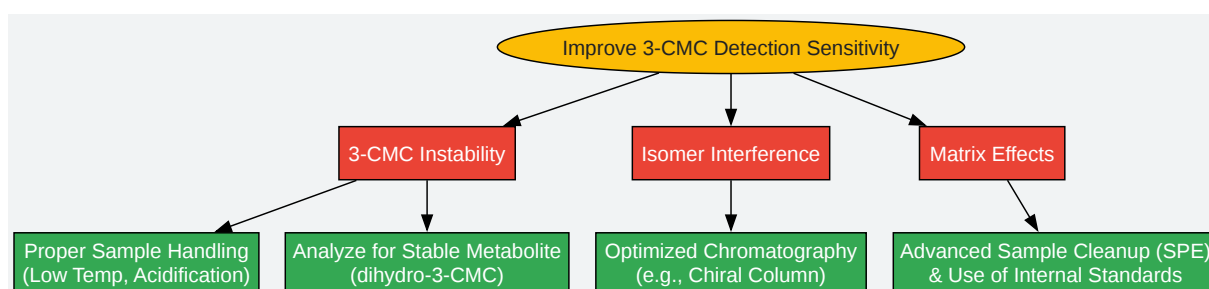 Improve 3-CMC Detection Sensitivity
3-CMC Instability
Isomer Interference
Matrix Effects
Proper Sample Handling
(Low Temp, Acidification)
Analyze for Stable Metabolite
(dihydro-3-CMC)
Optimized Chromatography
(e.g., Chiral Column)
Advanced Sample Cleanup (SPE)
& Use of Internal Standards